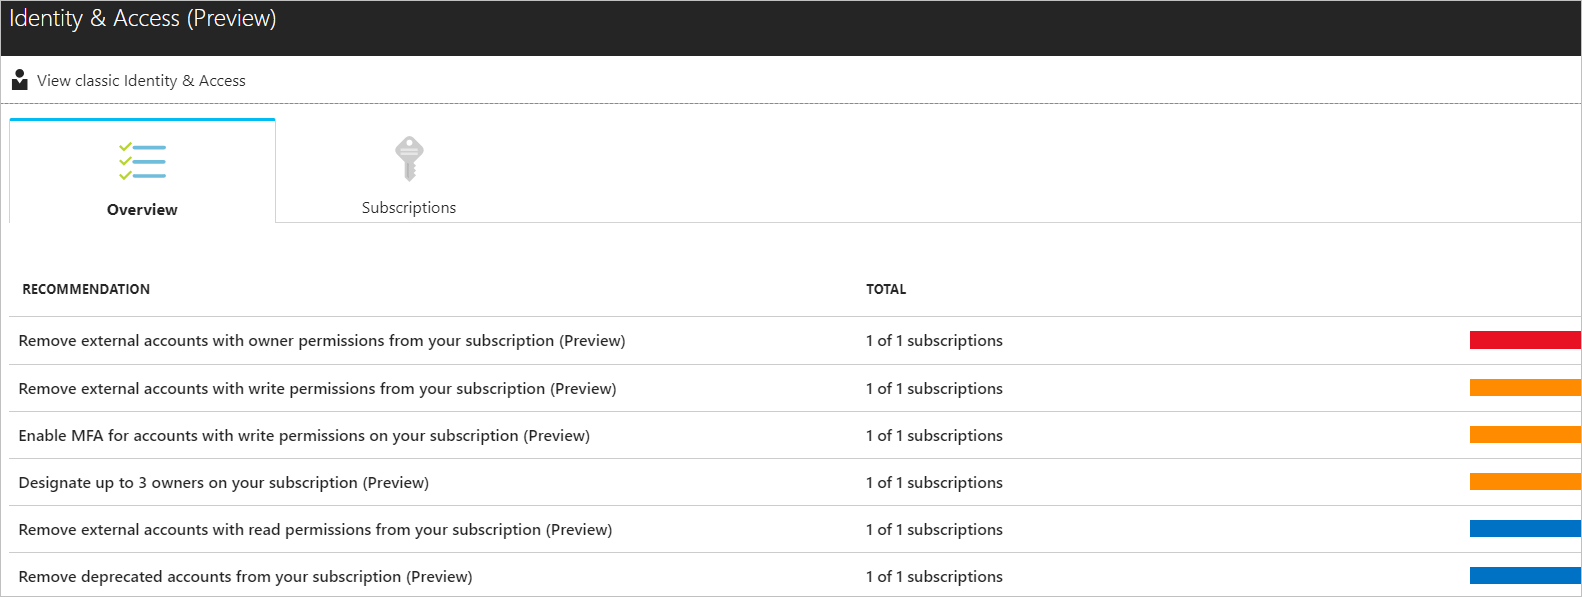 Identity & Access (Preview)
View classic Identity & Access
Overview
Subscriptions
RECOMMENDATION TOTAL
Remove external accounts with owner permissions from your subscription (Preview) 1 of 1 subscriptions
Remove external accounts with write permissions from your subscription (Preview) 1 of 1 subscriptions
Enable MFA for accounts with write permissions on your subscription (Preview) 1 of 1 subscriptions
Designate up to 3 owners on your subscription (Preview) 1 of 1 subscriptions
Remove external accounts with read permissions from your subscription (Preview) 1 of 1 subscriptions
Remove deprecated accounts from your subscription (Preview) 1 of 1 subscriptions